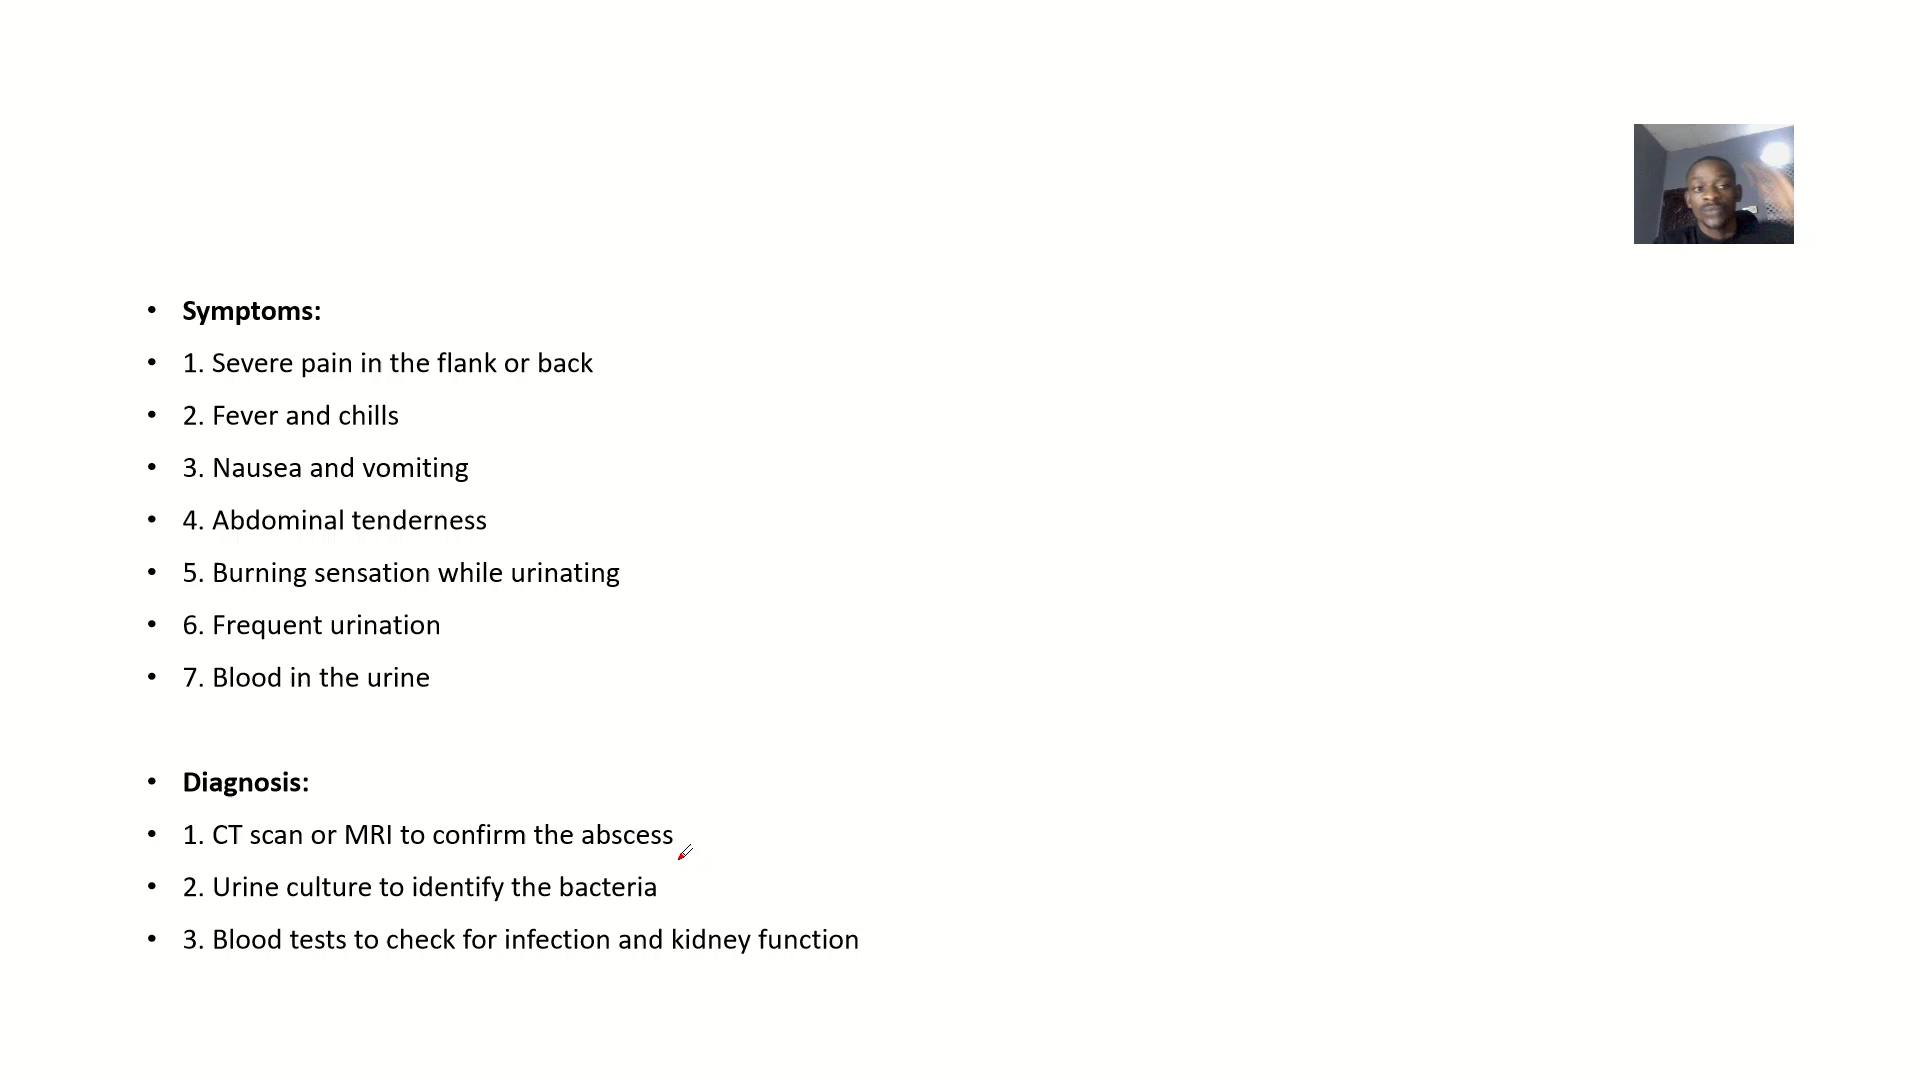 • Symptoms:
• 1. Severe pain in the flank or back
• 2. Fever and chills
• 3. Nausea and vomiting
• 4. Abdominal tenderness
• 5. Burning sensation while urinating
• 6. Frequent urination
• 7. Blood in the urine
• Diagnosis:
• 1. CT scan or MRI to confirm the abscess
• 2. Urine culture to identify the bacteria
• 3. Blood tests to check for infection and kidney function